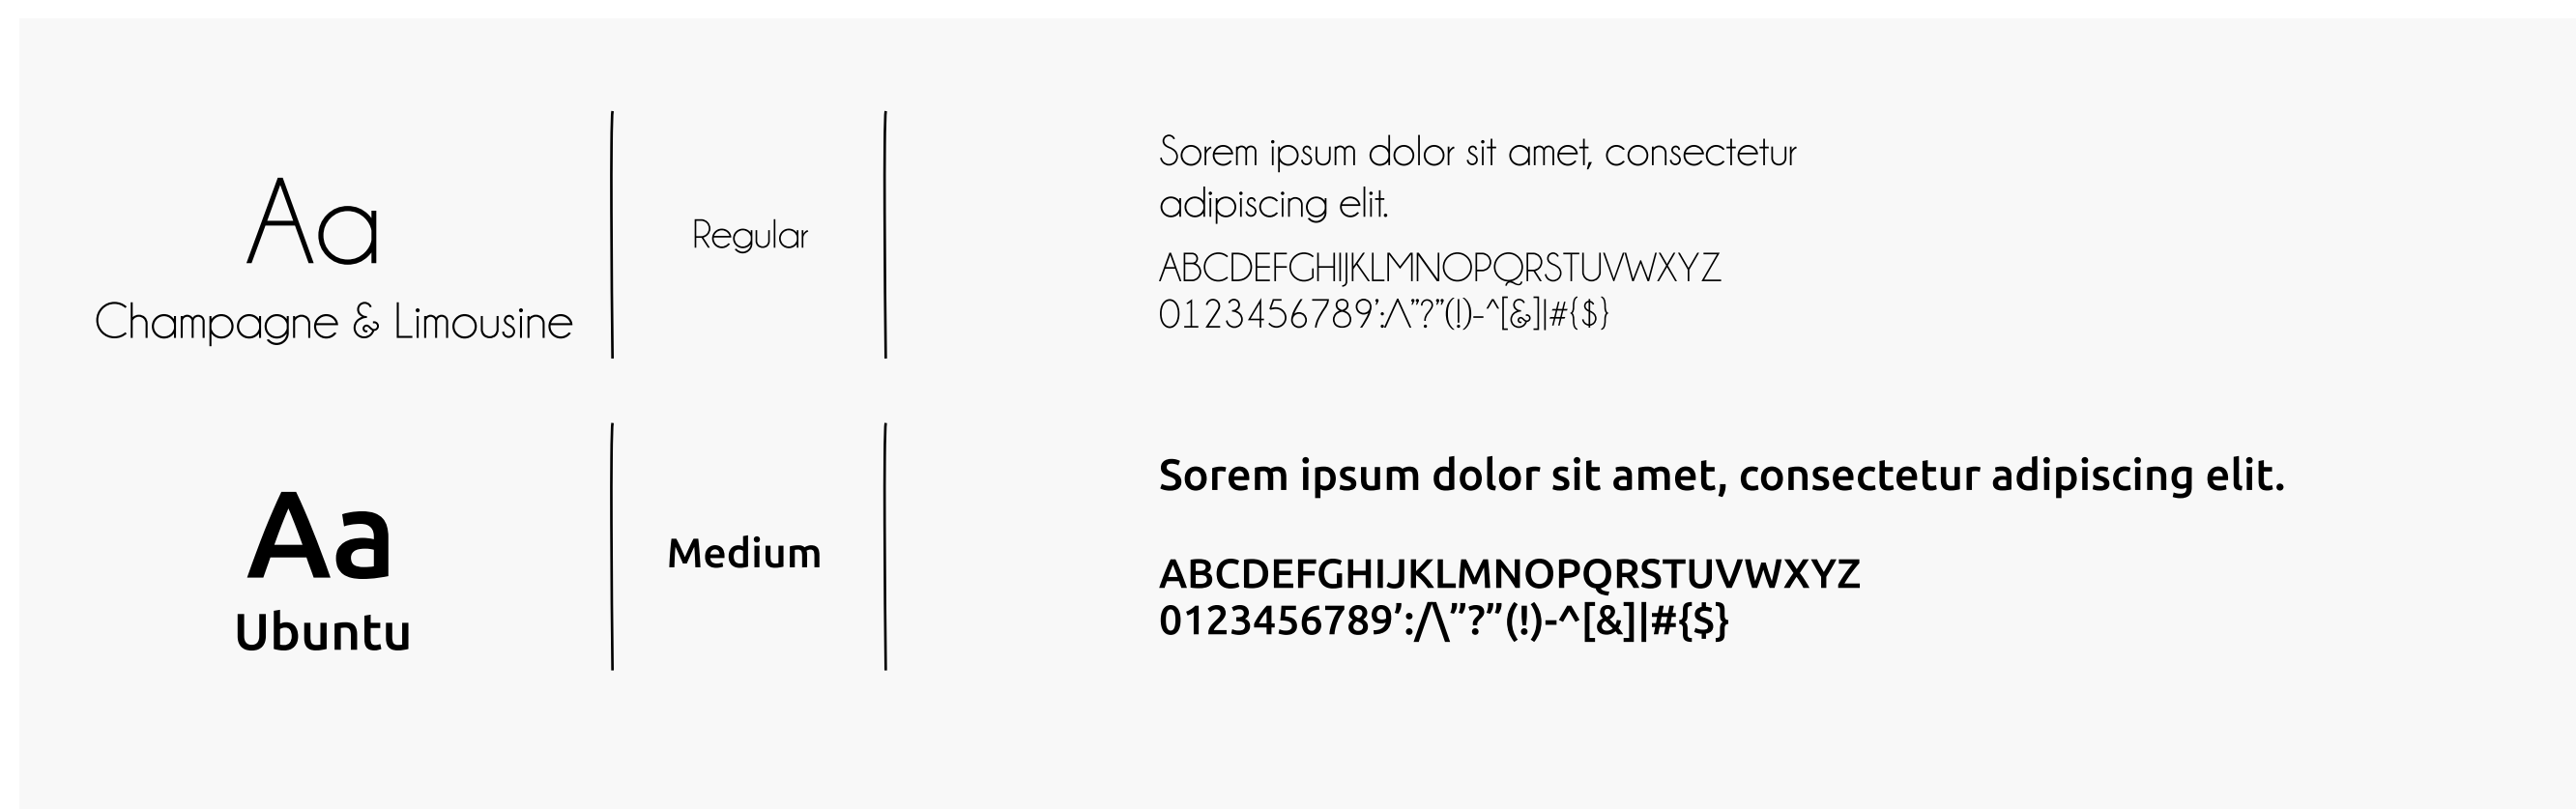 Aa
Champagne & Limousine
Regular
Sorem ipsum dolor sit amet, consectetur
adipiscing elit.
ABCDEFGHIJKLMNOPQRSTUVWXYZ
0123456789’:/\”?”(!)-^[&]|#{$}
Aa
Ubuntu
Medium
Sorem ipsum dolor sit amet, consectetur adipiscing elit.
ABCDEFGHIJKLMNOPQRSTUVWXYZ
0123456789’:/\”?”(!)-^[&]|#{$}